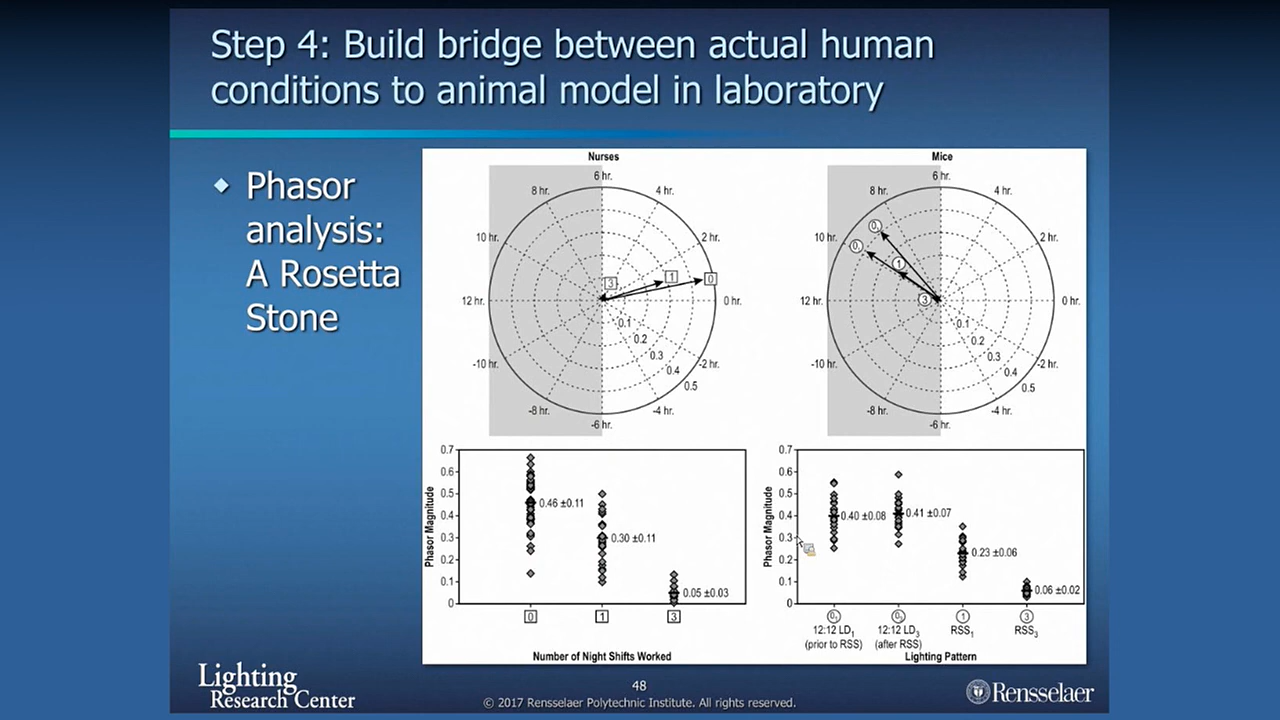 Step 4: Build bridge between actual human
conditions to animal model in laboratory
Phasor
analysis:
A Rosetta
Stone
Nurses
6 hr.
8 hr.
4 hr.
10 hr.
2 hr.
12 hr.
0 hr.
-10 hr.
-2 hr.
-8 hr.
-4 hr.
-6 hr.
0.1
0.2
0.3
0.4
0.5
3
1
0
Mice
6 hr.
8 hr.
4 hr.
10 hr.
2 hr.
12 hr.
0 hr.
-10 hr.
-2 hr.
-8 hr.
-4 hr.
-6 hr.
0.1
0.2
0.3
0.4
0.5
0
0
1
3
Phasor Magnitude
0.7
0.6
0.5
0.4
0.3
0.2
0.1
0
0.46 ±0.11
0.30 ±0.11
0.05 ±0.03
0
1
3
Number of Night Shifts Worked
Phasor Magnitude
0.7
0.6
0.5
0.4
0.3
0.2
0.1
0
0.40 ±0.08
0.41 ±0.07
0.23 ±0.06
0.06 ±0.02
0
0
1
3
12:12 LD1
(prior to RSS)
12:12 LD3
(after RSS)
RSS1
RSS3
Lighting Pattern
Lighting
Research Center
48
© 2017 Rensselaer Polytechnic Institute. All rights reserved.
Rensselaer